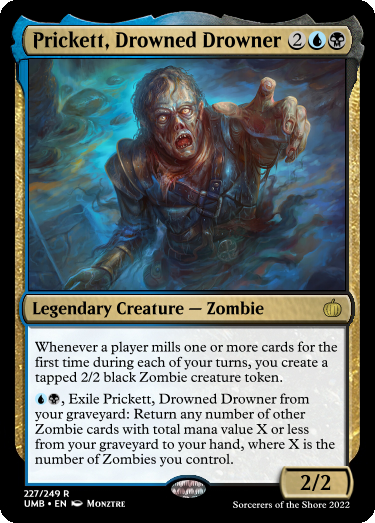 Prickett, Drowned Drowner 2
Legendary Creature — Zombie
Whenever a player mills one or more cards for the
first time during each of your turns, you create a
tapped 2/2 black Zombie creature token.
, Exile Prickett, Drowned Drowner from
your graveyard: Return any number of other
Zombie cards with total mana value X or less
from your graveyard to your hand, where X is the
number of Zombies you control.
2/2
227/249 R
UMB • EN Monztre
Sorcerers of the Shore 2022